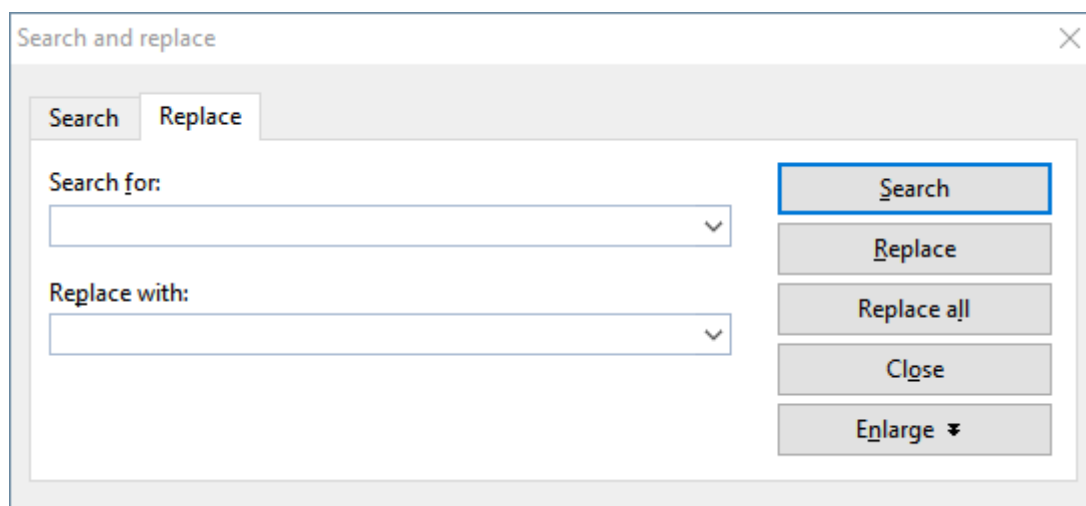 Search and replace
Search Replace
Search for:
Replace with:
Search
Replace
Replace all
Close
Enlarge